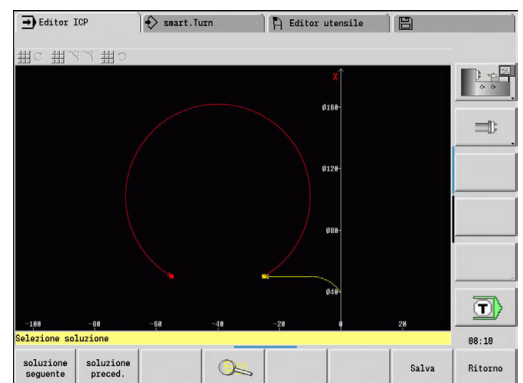 Editor ICP
smart.Turn
Editor utensile
X
Ø160
Ø120
Ø80
Ø40
-100 -80 -60 -40 -20 0 20
Selezione soluzione
08:10
soluzione seguente
soluzione preced.
Salva
Ritorno
T